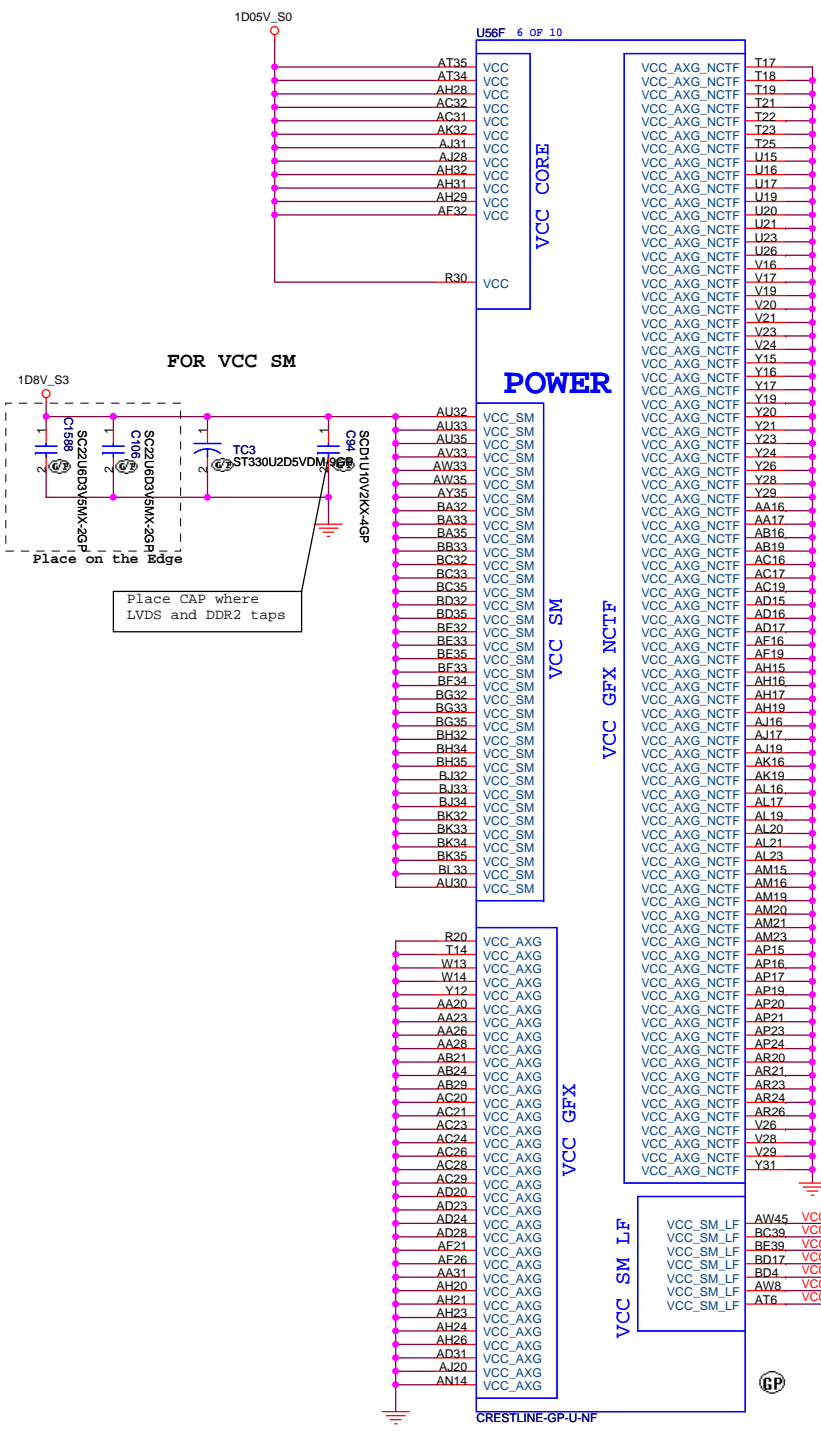 1D05V_S0
U56F 6 OF 10
AT35 VCC
AT34 VCC
AH28 VCC
AC32 VCC
AC31 VCC
AK32 VCC
AJ31 VCC
AJ28 VCC
AH32 VCC
AH31 VCC
AH29 VCC
AF32 VCC
R30 VCC
VCC CORE
POWER
FOR VCC SM
1D8V_S3
1 2 C1588 SC22U6D3V5MX-2GP
1 2 C106 SC22U6D3V5MX-2GP
1 2 TC3 ST330U2D5VDM-9GP
1 2 C94 SCD1U10V2KX-4GP
GP GP GP GP
Place on the Edge
Place CAP where
LVDS and DDR2 taps
AU32 VCC_SM
AU33 VCC_SM
AU35 VCC_SM
AV33 VCC_SM
AW33 VCC_SM
AW35 VCC_SM
AY35 VCC_SM
BA32 VCC_SM
BA33 VCC_SM
BA35 VCC_SM
BB33 VCC_SM
BC32 VCC_SM
BC33 VCC_SM
BC35 VCC_SM
BD32 VCC_SM
BD35 VCC_SM
BE32 VCC_SM
BE33 VCC_SM
BE35 VCC_SM
BF33 VCC_SM
BF34 VCC_SM
BG32 VCC_SM
BG33 VCC_SM
BG35 VCC_SM
BH32 VCC_SM
BH34 VCC_SM
BH35 VCC_SM
BJ32 VCC_SM
BJ33 VCC_SM
BJ34 VCC_SM
BK32 VCC_SM
BK33 VCC_SM
BK34 VCC_SM
BK35 VCC_SM
BL33 VCC_SM
AU30 VCC_SM
VCC SM
R20 VCC_AXG
T14 VCC_AXG
W13 VCC_AXG
W14 VCC_AXG
Y12 VCC_AXG
AA20 VCC_AXG
AA23 VCC_AXG
AA26 VCC_AXG
AA28 VCC_AXG
AB21 VCC_AXG
AB24 VCC_AXG
AB29 VCC_AXG
AC20 VCC_AXG
AC21 VCC_AXG
AC23 VCC_AXG
AC24 VCC_AXG
AC26 VCC_AXG
AC28 VCC_AXG
AC29 VCC_AXG
AD20 VCC_AXG
AD23 VCC_AXG
AD24 VCC_AXG
AD28 VCC_AXG
AF21 VCC_AXG
AF26 VCC_AXG
AA31 VCC_AXG
AH20 VCC_AXG
AH21 VCC_AXG
AH23 VCC_AXG
AH24 VCC_AXG
AH26 VCC_AXG
AD31 VCC_AXG
AJ20 VCC_AXG
AN14 VCC_AXG
VCC GFX
VCC_AXG_NCTF T17
VCC_AXG_NCTF T18
VCC_AXG_NCTF T19
VCC_AXG_NCTF T21
VCC_AXG_NCTF T22
VCC_AXG_NCTF T23
VCC_AXG_NCTF T25
VCC_AXG_NCTF U15
VCC_AXG_NCTF U16
VCC_AXG_NCTF U17
VCC_AXG_NCTF U19
VCC_AXG_NCTF U20
VCC_AXG_NCTF U21
VCC_AXG_NCTF U23
VCC_AXG_NCTF U26
VCC_AXG_NCTF V16
VCC_AXG_NCTF V17
VCC_AXG_NCTF V19
VCC_AXG_NCTF V20
VCC_AXG_NCTF V21
VCC_AXG_NCTF V23
VCC_AXG_NCTF V24
VCC_AXG_NCTF Y15
VCC_AXG_NCTF Y16
VCC_AXG_NCTF Y17
VCC_AXG_NCTF Y19
VCC_AXG_NCTF Y20
VCC_AXG_NCTF Y21
VCC_AXG_NCTF Y23
VCC_AXG_NCTF Y24
VCC_AXG_NCTF Y26
VCC_AXG_NCTF Y28
VCC_AXG_NCTF Y29
VCC_AXG_NCTF AA16
VCC_AXG_NCTF AA17
VCC_AXG_NCTF AB16
VCC_AXG_NCTF AB19
VCC_AXG_NCTF AC16
VCC_AXG_NCTF AC17
VCC_AXG_NCTF AC19
VCC_AXG_NCTF AD15
VCC_AXG_NCTF AD16
VCC_AXG_NCTF AD17
VCC_AXG_NCTF AF16
VCC_AXG_NCTF AF19
VCC_AXG_NCTF AH15
VCC_AXG_NCTF AH16
VCC_AXG_NCTF AH17
VCC_AXG_NCTF AH19
VCC_AXG_NCTF AJ16
VCC_AXG_NCTF AJ17
VCC_AXG_NCTF AJ19
VCC_AXG_NCTF AK16
VCC_AXG_NCTF AK19
VCC_AXG_NCTF AL16
VCC_AXG_NCTF AL17
VCC_AXG_NCTF AL19
VCC_AXG_NCTF AL20
VCC_AXG_NCTF AL21
VCC_AXG_NCTF AL23
VCC_AXG_NCTF AM15
VCC_AXG_NCTF AM16
VCC_AXG_NCTF AM19
VCC_AXG_NCTF AM20
VCC_AXG_NCTF AM21
VCC_AXG_NCTF AM23
VCC_AXG_NCTF AP15
VCC_AXG_NCTF AP16
VCC_AXG_NCTF AP17
VCC_AXG_NCTF AP19
VCC_AXG_NCTF AP20
VCC_AXG_NCTF AP21
VCC_AXG_NCTF AP23
VCC_AXG_NCTF AP24
VCC_AXG_NCTF AR20
VCC_AXG_NCTF AR21
VCC_AXG_NCTF AR23
VCC_AXG_NCTF AR24
VCC_AXG_NCTF AR26
VCC_AXG_NCTF V26
VCC_AXG_NCTF V28
VCC_AXG_NCTF V29
VCC_AXG_NCTF Y31
VCC GFX NCTF
VCC_SM_LF AW45
VCC_SM_LF BC39
VCC_SM_LF BE39
VCC_SM_LF BD17
VCC_SM_LF BD4
VCC_SM_LF AW8
VCC_SM_LF AT6
VCC SM LF
GP
CRESTLINE-GP-U-NF